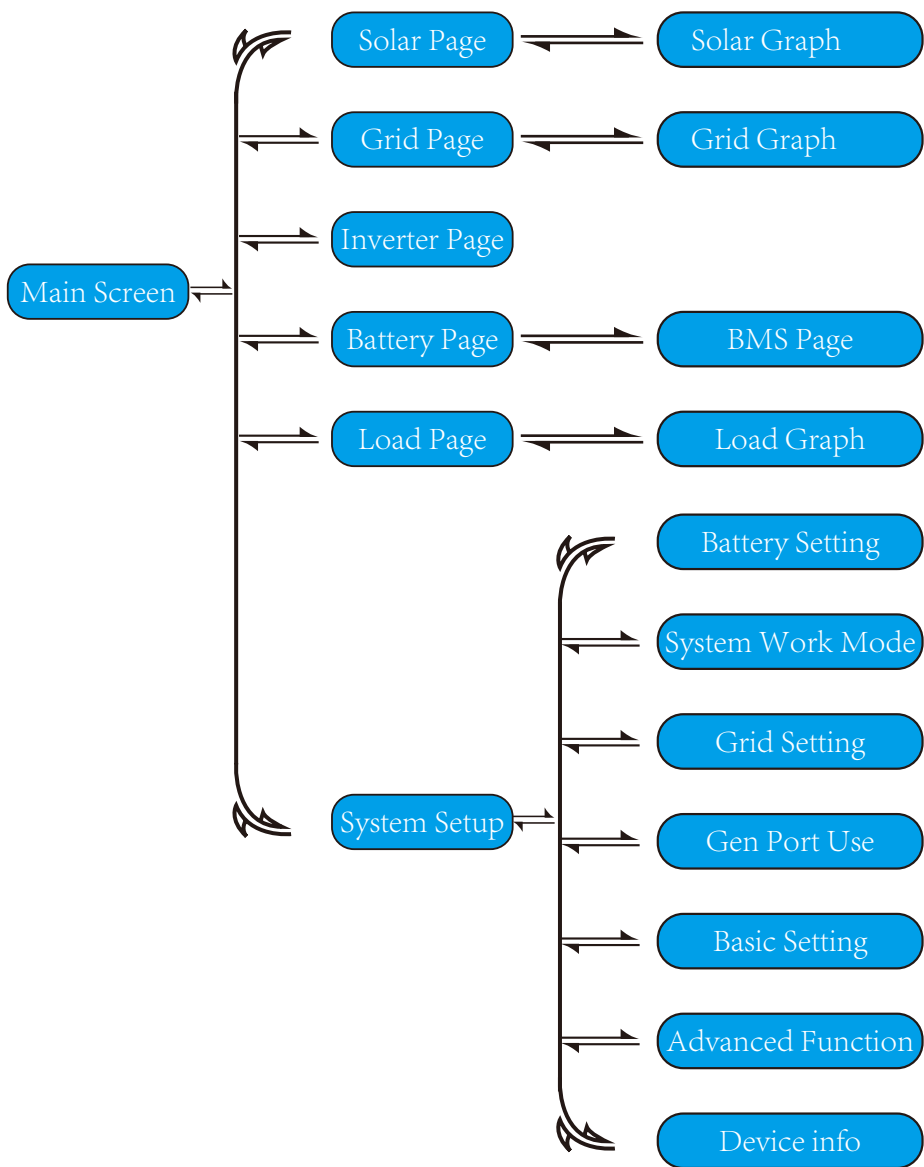 Solar Page
Solar Graph
Grid Page
Grid Graph
Inverter Page
Main Screen
Battery Page
BMS Page
Load Page
Load Graph
Battery Setting
System Work Mode
Grid Setting
System Setup
Gen Port Use
Basic Setting
Advanced Function
Device info